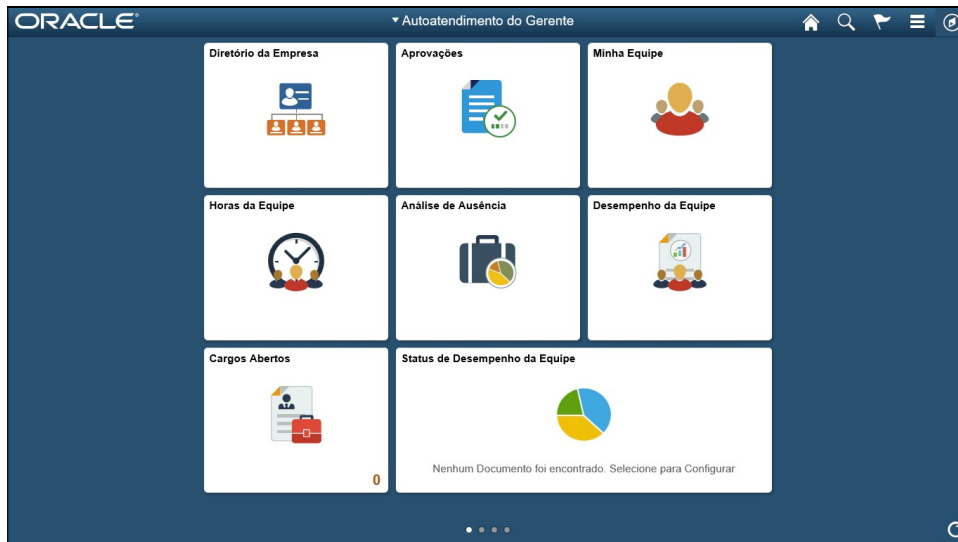 ORACLE®
Autoatendimento do Gerente
Diretório da Empresa
Aprovações
Minha Equipe
Horas da Equipe
Análise de Ausência
Desempenho da Equipe
Cargos Abertos
Status de Desempenho da Equipe
Nenhum Documento foi encontrado. Selecione para Configurar
0